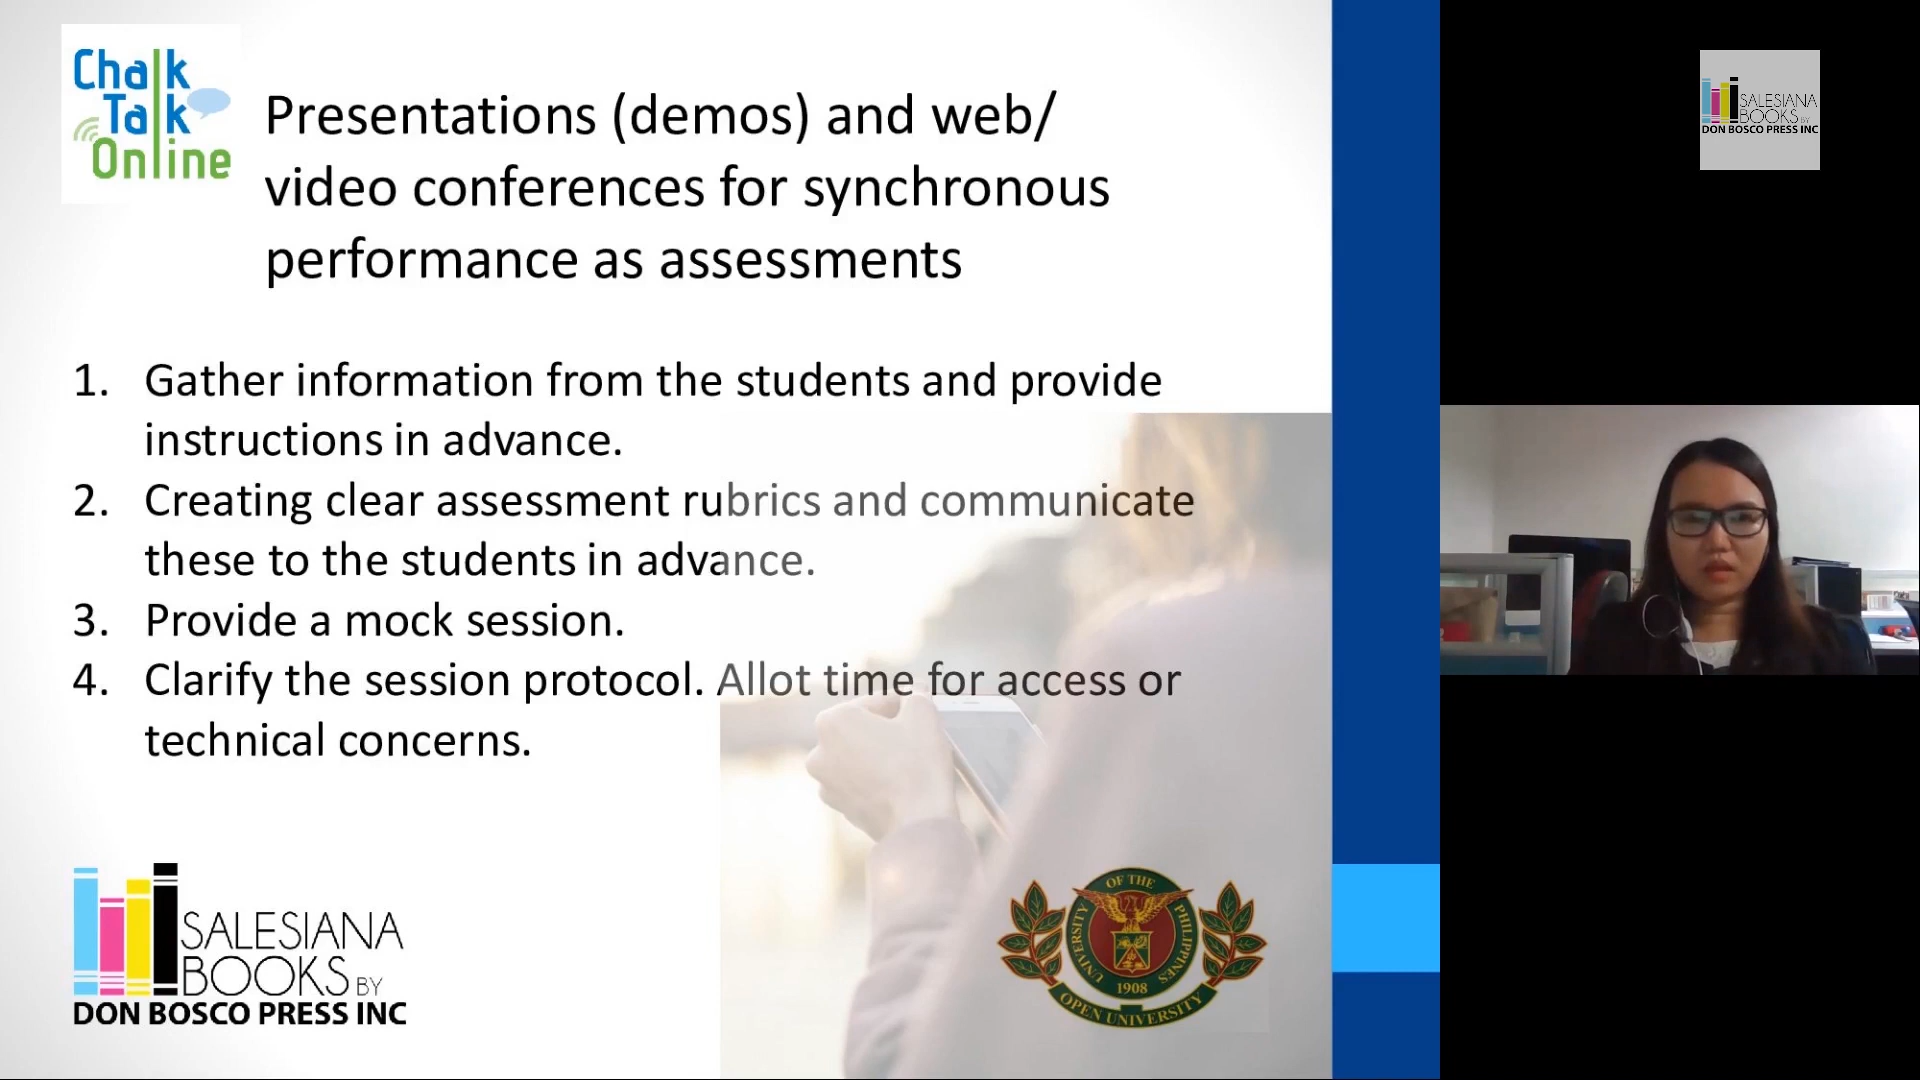 Chalk
Talk
Online
Presentations (demos) and web/
video conferences for synchronous
performance as assessments
1. Gather information from the students and provide
instructions in advance.
2. Creating clear assessment rubrics and communicate
these to the students in advance.
3. Provide a mock session.
4. Clarify the session protocol. Allot time for access or
technical concerns.
SALESIANA
BOOKS BY
DON BOSCO PRESS INC
UNIVERSITY OF THE PHILIPPINES
1908
OPEN UNIVERSITY
SALESIANA
BOOKS BY
DON BOSCO PRESS INC